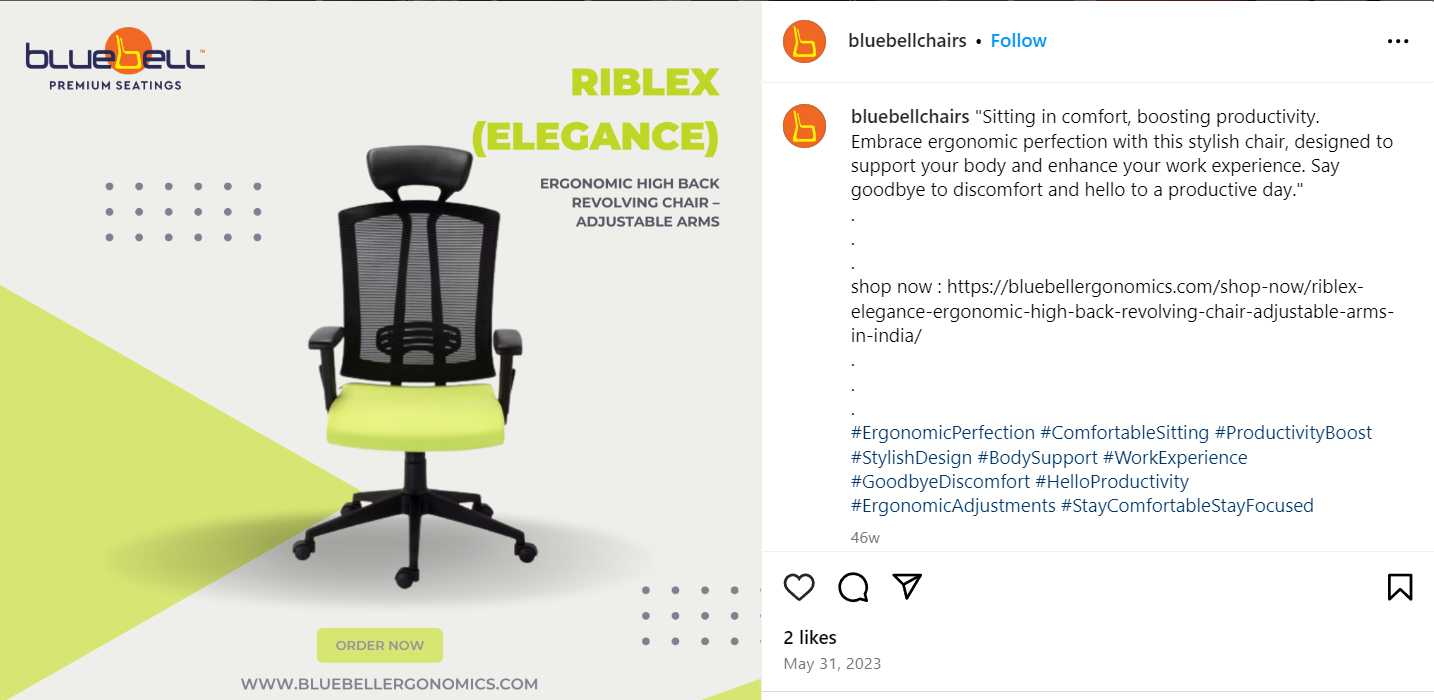 bluebell™
PREMIUM SEATINGS
RIBLEX
(ELEGANCE)
ERGONOMIC HIGH BACK
REVOLVING CHAIR –
ADJUSTABLE ARMS
ORDER NOW
WWW.BLUEBELLERGONOMICS.COM
bluebellchairs • Follow
bluebellchairs "Sitting in comfort, boosting productivity.
Embrace ergonomic perfection with this stylish chair, designed to
support your body and enhance your work experience. Say
goodbye to discomfort and hello to a productive day."
.
.
.
shop now : https://bluebellergonomics.com/shop-now/riblex-
elegance-ergonomic-high-back-revolving-chair-adjustable-arms-
in-india/
.
.
.
#ErgonomicPerfection #ComfortableSitting #ProductivityBoost
#StylishDesign #BodySupport #WorkExperience
#GoodbyeDiscomfort #HelloProductivity
#ErgonomicAdjustments #StayComfortableStayFocused
46w
2 likes
May 31, 2023